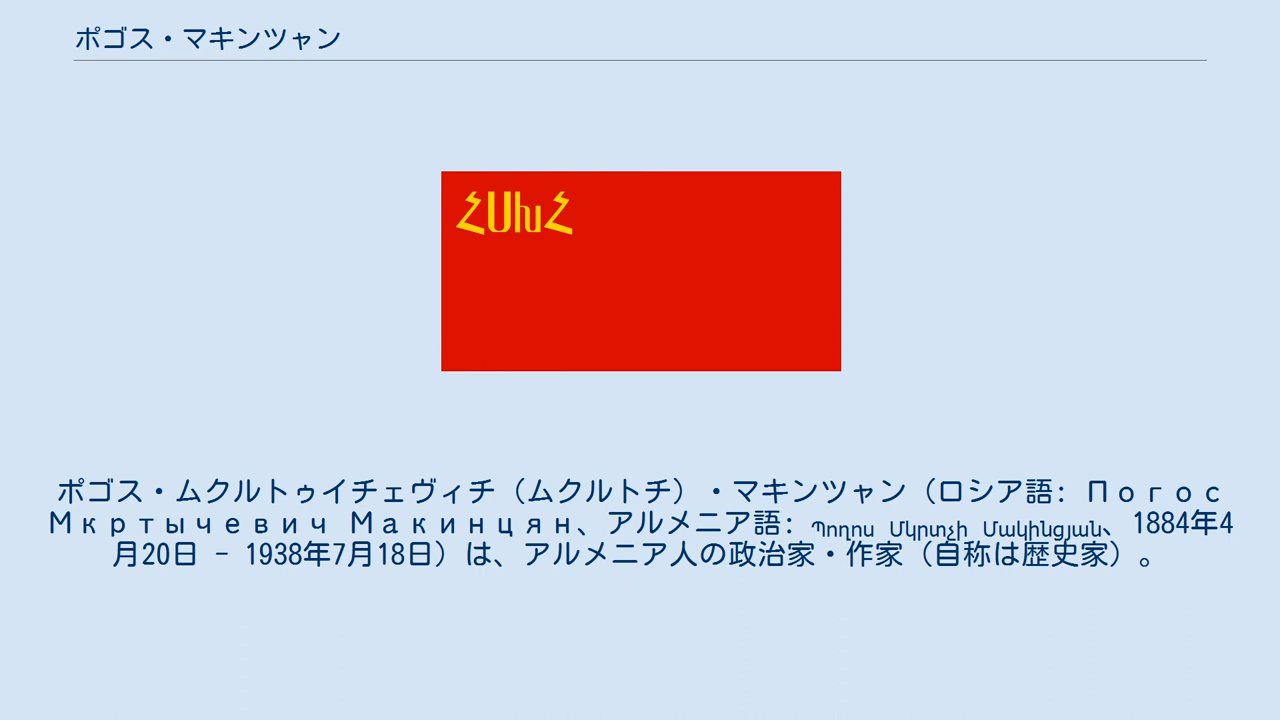 ポゴス・マキンツャン
ՀՍԽՀ
ポゴス・ムクルトゥイチェヴィチ（ムクルトチ）・マキンツャン（ロシア語: Погос
Мкртычевич Макинцян、アルメニア語: Պողոս Մկրտչի Մակինցյան、1884年4
月20日 - 1938年7月18日）は、アルメニア人の政治家・作家（自称は歴史家）。